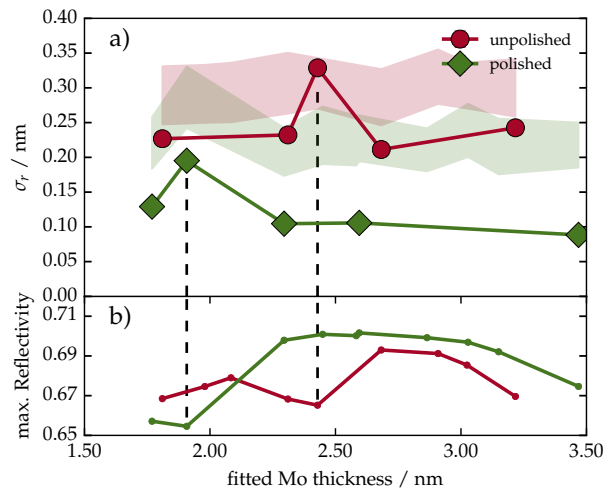 0.40
a)
unpolished
0.35
polished
0.30
0.25
σr / nm
0.20
0.15
0.10
0.05
0.00
b)
0.71
max. Reflectivity
0.69
0.67
0.65
1.50 2.00 2.50 3.00 3.50
fitted Mo thickness / nm